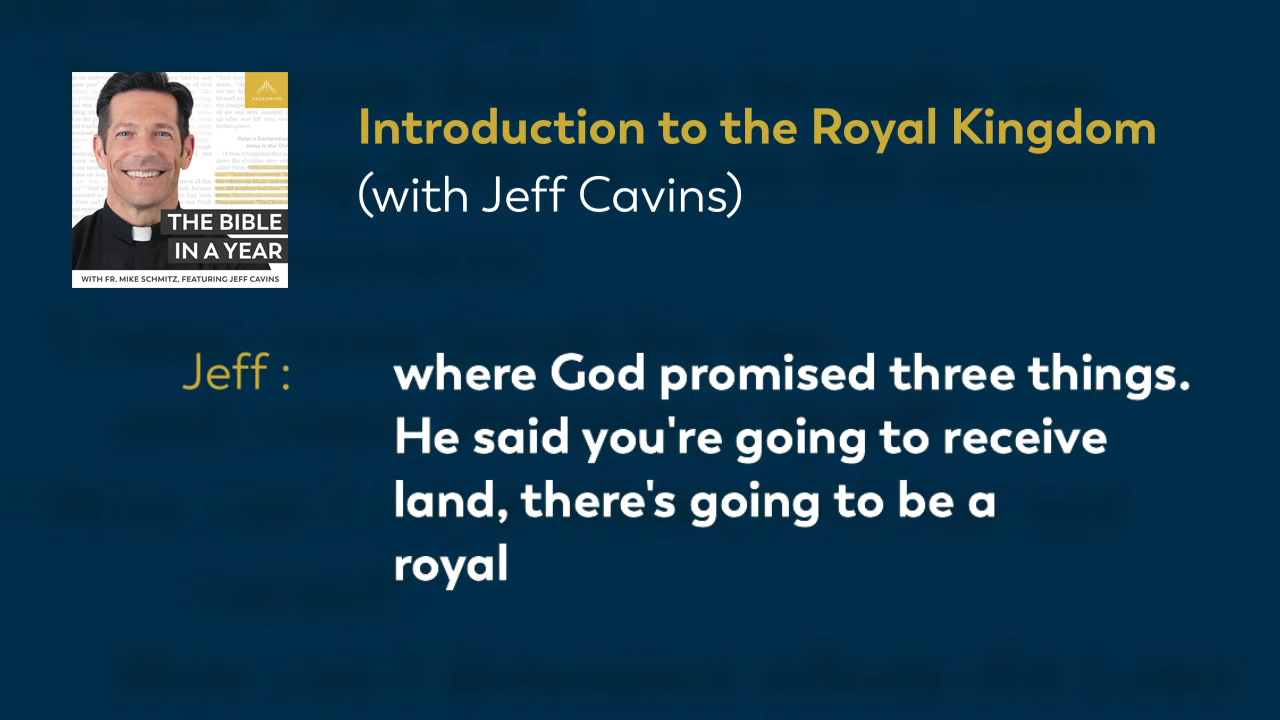 Introduction to the Royal Kingdom
(with Jeff Cavins)
THE BIBLE
IN A YEAR
WITH FR. MIKE SCHMITZ, FEATURING JEFF CAVINS
Jeff :
where God promised three things.
He said you're going to receive
land, there's going to be a
royal